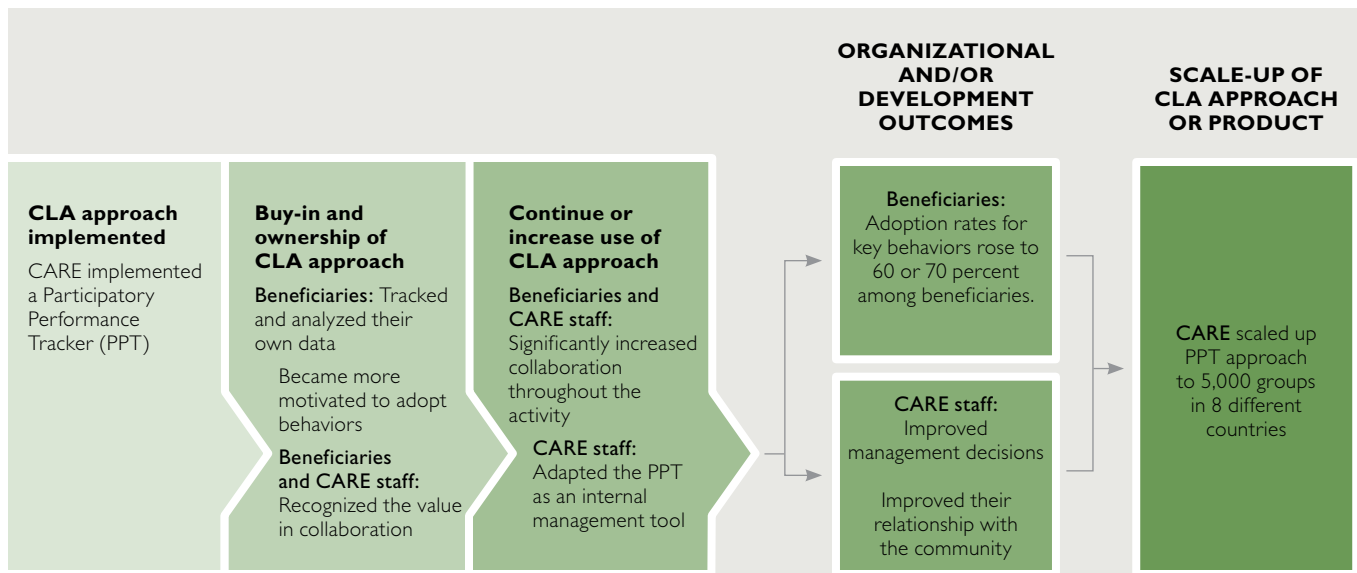 CLA approach
implemented
CARE implemented
a Participatory
Performance
Tracker (PPT)
Buy-in and
ownership of
CLA approach
Beneficiaries: Tracked
and analyzed their
own data
Became more
motivated to adopt
behaviors
Beneficiaries
and CARE staff:
Recognized the value
in collaboration
Continue or
increase use of
CLA approach
Beneficiaries and
CARE staff:
Significantly increased
collaboration
throughout the
activity
CARE staff:
Adapted the PPT
as an internal
management tool
ORGANIZATIONAL
AND/OR
DEVELOPMENT
OUTCOMES
Beneficiaries:
Adoption rates for
key behaviors rose to
60 or 70 percent
among beneficiaries.
CARE staff:
Improved
management decisions
Improved their
relationship with
the community
SCALE-UP OF
CLA APPROACH
OR PRODUCT
CARE scaled up
PPT approach
to 5,000 groups
in 8 different
countries